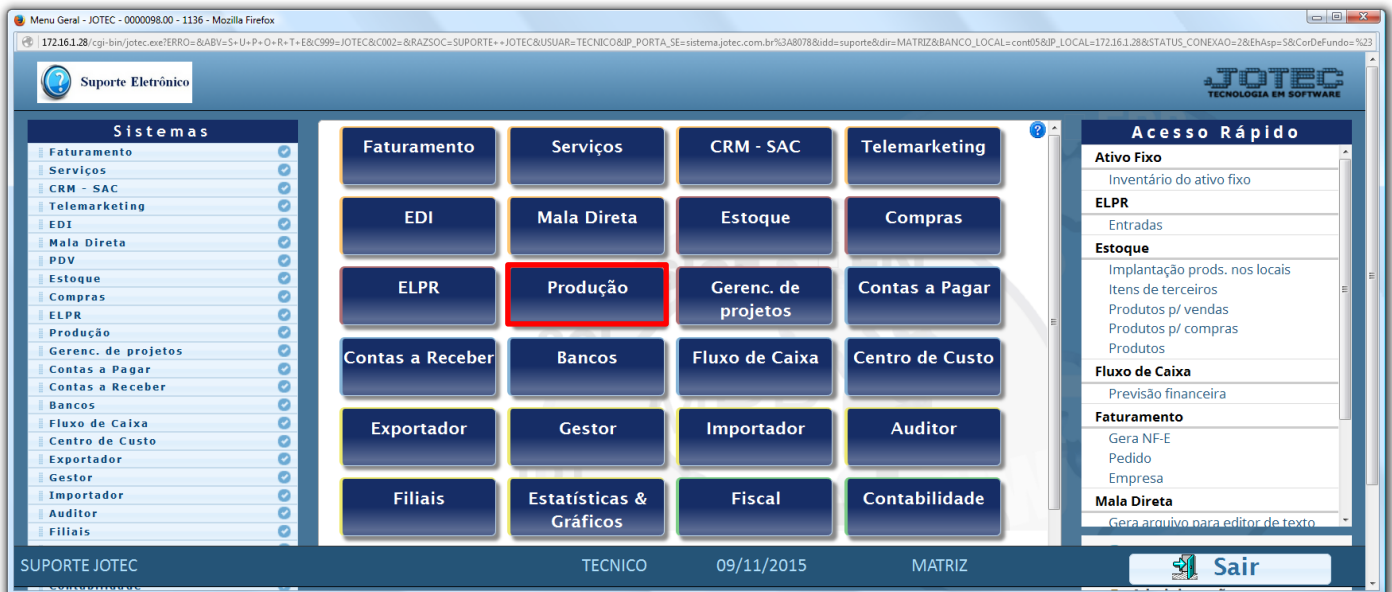 Menu Geral - JOTEC - 0000098.00 - 1136 - Mozilla Firefox
172.16.1.28/cgi-bin/jotec.exe?ERRO=&ABV=S+U+P+O+R+T+E&C999=JOTEC&C002=&RAZSOC=SUPORTE++JOTEC&USUAR=TECNICO&IP_PORTA_SE=sistema.jotec.com.br%3A8078&idd=suporte&dir=MATRIZ&BANCO_LOCAL=cont05&IP_LOCAL=172.16.1.28&STATUS_CONEXAO=2&EhAsp=S&CorDeFundo=%23
Suporte Eletrônico
JOTEC
TECNOLOGIA EM SOFTWARE
Sistemas
Faturamento
Serviços
CRM - SAC
Telemarketing
EDI
Mala Direta
PDV
Estoque
Compras
ELPR
Produção
Gerenc. de projetos
Contas a Pagar
Contas a Receber
Bancos
Fluxo de Caixa
Centro de Custo
Exportador
Gestor
Importador
Auditor
Filiais
Faturamento
Serviços
CRM - SAC
Telemarketing
EDI
Mala Direta
Estoque
Compras
ELPR
Produção
Gerenc. de
projetos
Contas a Pagar
Contas a Receber
Bancos
Fluxo de Caixa
Centro de Custo
Exportador
Gestor
Importador
Auditor
Filiais
Estatísticas &
Gráficos
Fiscal
Contabilidade
Acesso Rápido
Ativo Fixo
Inventário do ativo fixo
ELPR
Entradas
Estoque
Implantação prods. nos locais
Itens de terceiros
Produtos p/ vendas
Produtos p/ compras
Produtos
Fluxo de Caixa
Previsão financeira
Faturamento
Gera NF-E
Pedido
Empresa
Mala Direta
Gera arquivo para editor de texto
SUPORTE JOTEC
TECNICO
09/11/2015
MATRIZ
Sair